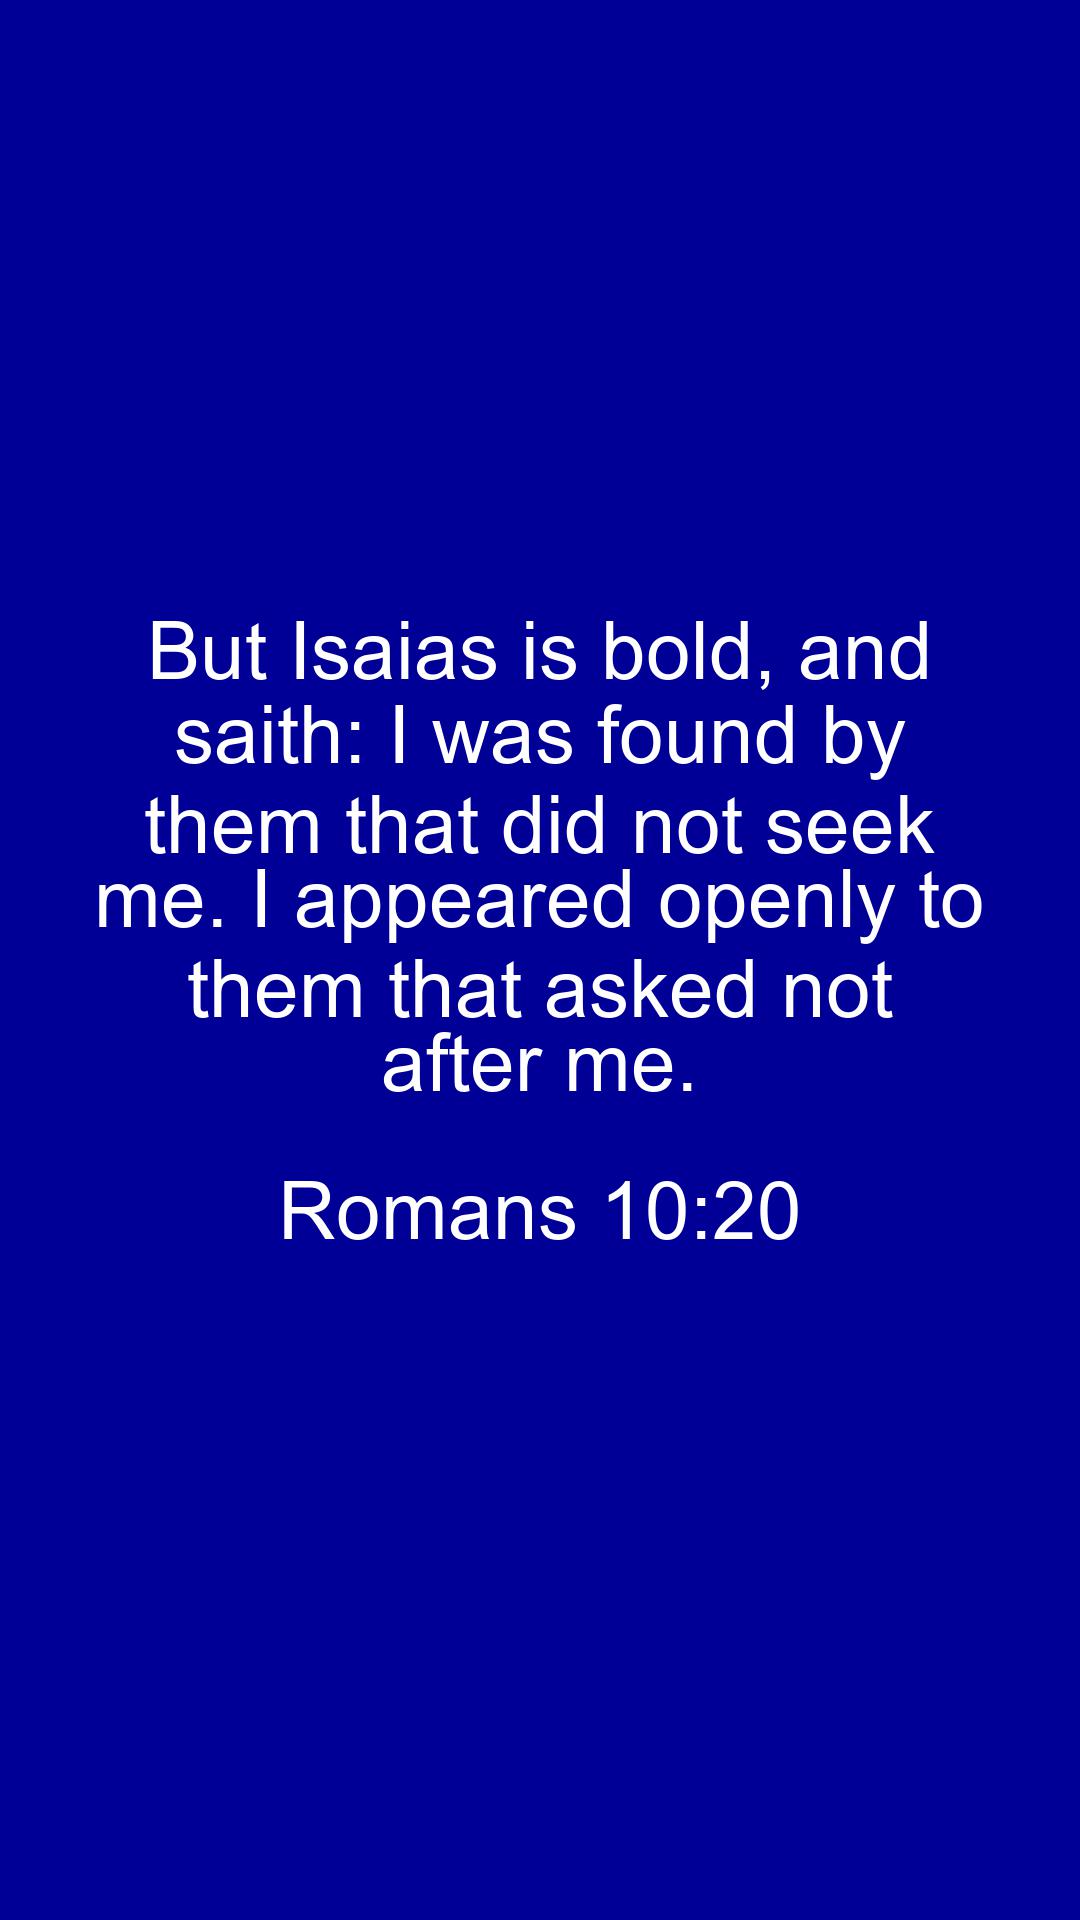 But Isaias is bold, and
saith: I was found by
them that did not seek
me. I appeared openly to
them that asked not
after me.
Romans 10:20